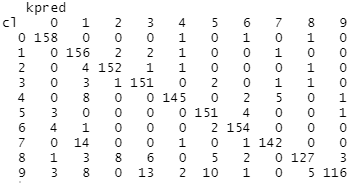 kpred
cl 0 1 2 3 4 5 6 7 8 9
0 158 0 0 0 1 0 1 0 1 0
1 0 156 2 2 1 0 0 1 0 0
2 0 4 152 1 1 0 0 0 1 0
3 0 3 1 151 0 2 0 1 1 0
4 0 8 0 0 145 0 2 5 0 1
5 3 0 0 0 0 151 4 0 0 1
6 4 1 0 0 0 2 154 0 0 0
7 0 14 0 0 1 0 1 142 0 0
8 1 3 8 6 0 5 2 0 127 3
9 3 8 0 13 2 10 1 0 5 116